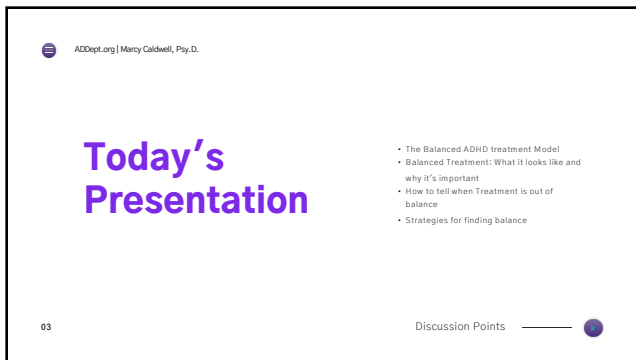 ADDept.org | Marcy Caldwell, Psy.D.
Today's
Presentation
• The Balanced ADHD treatment Model
• Balanced Treatment: What it looks like and
why it's important
• How to tell when Treatment is out of
balance
• Strategies for finding balance
03
Discussion Points